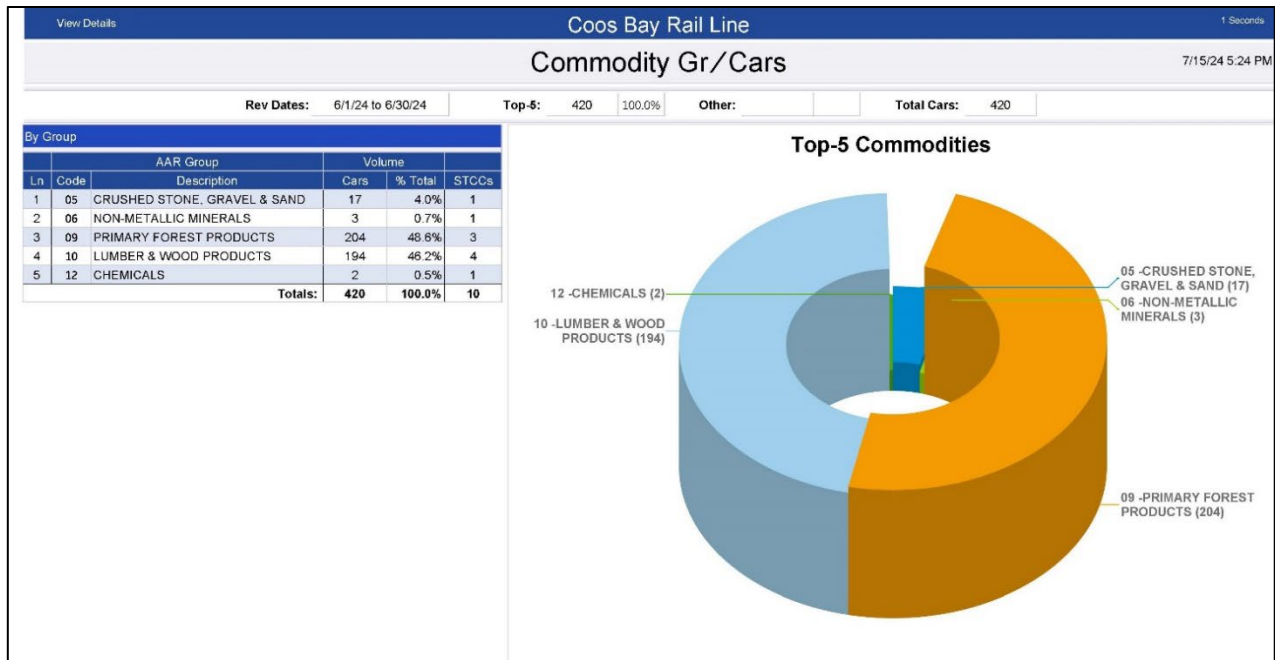 View Details Coos Bay Rail Line 1 Seconds
Commodity Gr/Cars 7/15/24 5:24 PM
Rev Dates: 6/1/24 to 6/30/24 Top-5: 420 100.0% Other: Total Cars: 420
By Group
AAR Group Volume
Ln Code Description Cars % Total STCCs
1 05 CRUSHED STONE, GRAVEL & SAND 17 4.0% 1
2 06 NON-METALLIC MINERALS 3 0.7% 1
3 09 PRIMARY FOREST PRODUCTS 204 48.6% 3
4 10 LUMBER & WOOD PRODUCTS 194 46.2% 4
5 12 CHEMICALS 2 0.5% 1
Totals: 420 100.0% 10
Top-5 Commodities
12 -CHEMICALS (2)
10 -LUMBER & WOOD
PRODUCTS (194)
05 -CRUSHED STONE,
GRAVEL & SAND (17)
06 -NON-METALLIC
MINERALS (3)
09 -PRIMARY FOREST
PRODUCTS (204)